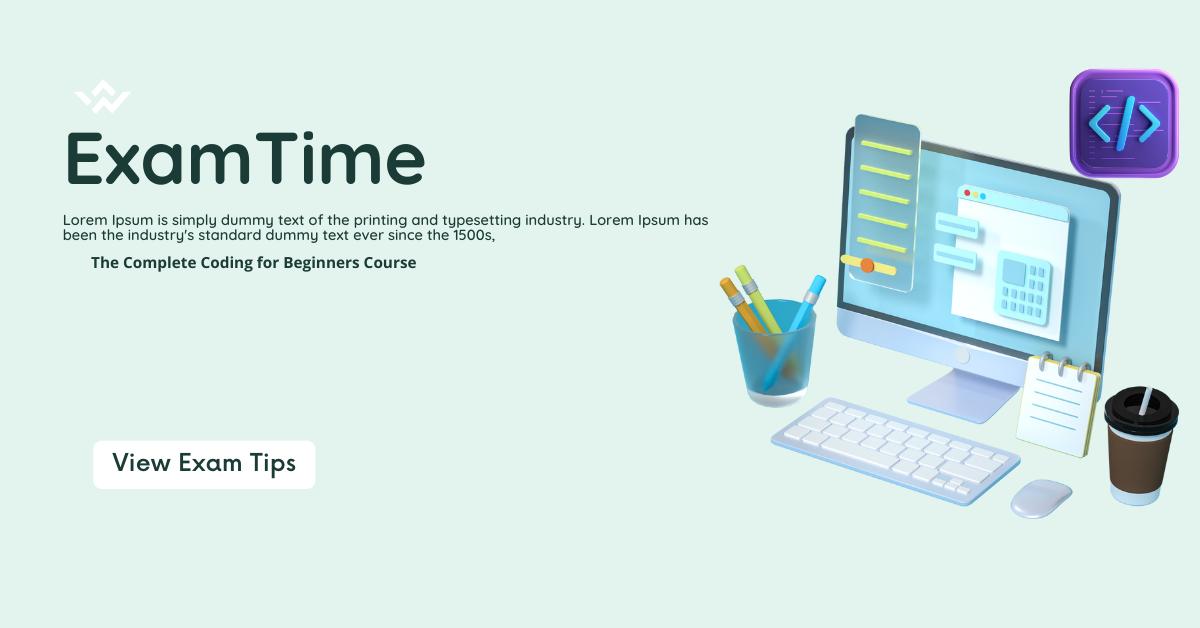 ExamTime
Lorem Ipsum is simply dummy text of the printing and typesetting industry. Lorem Ipsum has
been the industry's standard dummy text ever since the 1500s,
The Complete Coding for Beginners Course
View Exam Tips